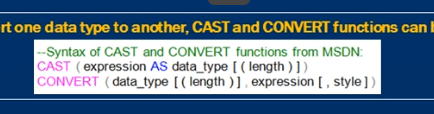 rt one data type to another, CAST and CONVERT functions can b
--Syntax of CAST and CONVERT functions from MSDN:
CAST ( expression AS data_type [ ( length ) ] )
CONVERT ( data_type [ ( length ) ] , expression [ , style ] )